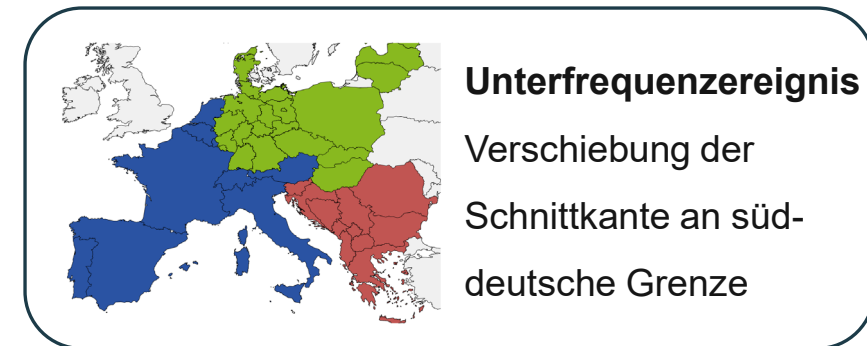 Unterfrequenzereignis
Verschiebung der
Schnittkante an süd-
deutsche Grenze